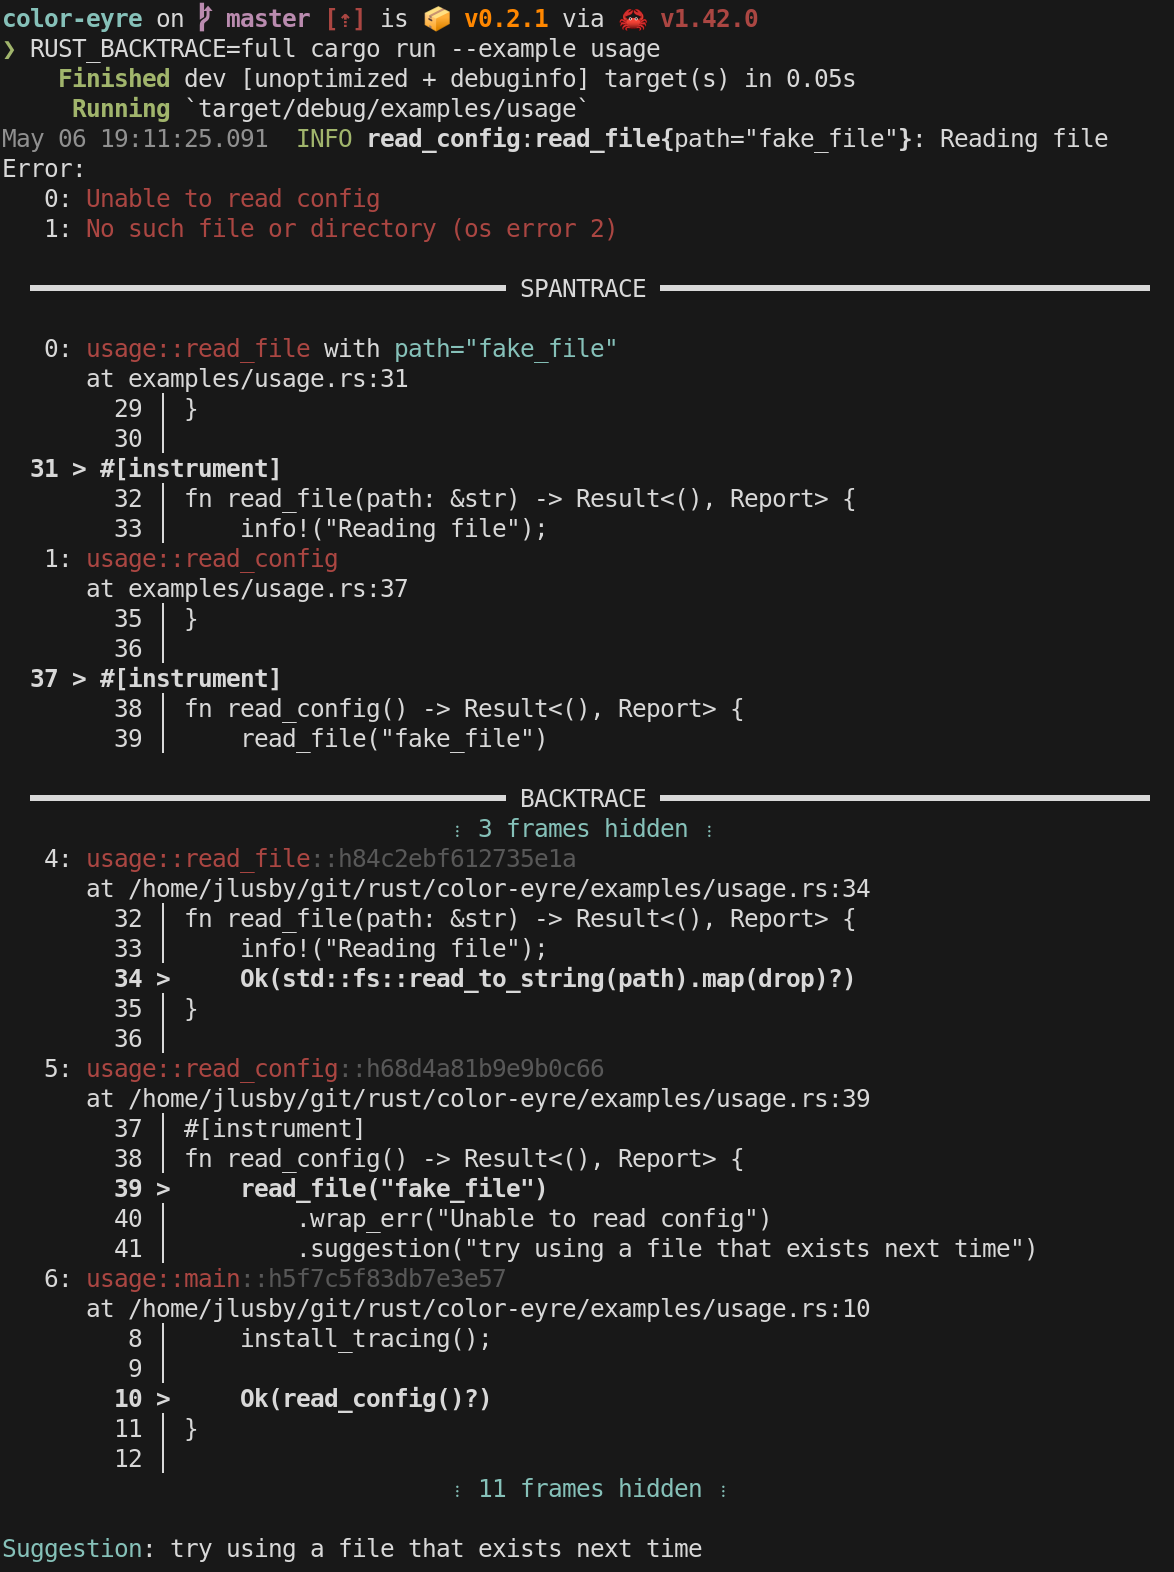 color-eyre on master [⇡] is 📦 v0.2.1 via 🦀 v1.42.0
❯ RUST_BACKTRACE=full cargo run --example usage
    Finished dev [unoptimized + debuginfo] target(s) in 0.05s
     Running `target/debug/examples/usage`
May 06 19:11:25.091  INFO read_config:read_file{path="fake_file"}: Reading file
Error:
   0: Unable to read config
   1: No such file or directory (os error 2)
  ━━━━━━━━━━━━━━━━━━━━━━━━━━━━━━━━━━ SPANTRACE ━━━━━━━━━━━━━━━━━━━━━━━━━━━━━━━━━━━
   0: usage::read_file with path="fake_file"
      at examples/usage.rs:31
        29 │ }
        30 │
  31 > #[instrument]
        32 │ fn read_file(path: &str) -> Result<(), Report> {
        33 │     info!("Reading file");
   1: usage::read_config
      at examples/usage.rs:37
        35 │ }
        36 │
  37 > #[instrument]
        38 │ fn read_config() -> Result<(), Report> {
        39 │     read_file("fake_file")
  ━━━━━━━━━━━━━━━━━━━━━━━━━━━━━━━━━━ BACKTRACE ━━━━━━━━━━━━━━━━━━━━━━━━━━━━━━━━━━━
                                ⋮ 3 frames hidden ⋮
   4: usage::read_file::h84c2ebf612735e1a
      at /home/jlusby/git/rust/color-eyre/examples/usage.rs:34
        32 │ fn read_file(path: &str) -> Result<(), Report> {
        33 │     info!("Reading file");
        34 >     Ok(std::fs::read_to_string(path).map(drop)?)
        35 │ }
        36 │
   5: usage::read_config::h68d4a81b9e9b0c66
      at /home/jlusby/git/rust/color-eyre/examples/usage.rs:39
        37 │ #[instrument]
        38 │ fn read_config() -> Result<(), Report> {
        39 >     read_file("fake_file")
        40 │         .wrap_err("Unable to read config")
        41 │         .suggestion("try using a file that exists next time")
   6: usage::main::h5f7c5f83db7e3e57
      at /home/jlusby/git/rust/color-eyre/examples/usage.rs:10
         8 │     install_tracing();
         9 │
        10 >     Ok(read_config()?)
        11 │ }
        12 │
                                ⋮ 11 frames hidden ⋮
Suggestion: try using a file that exists next time